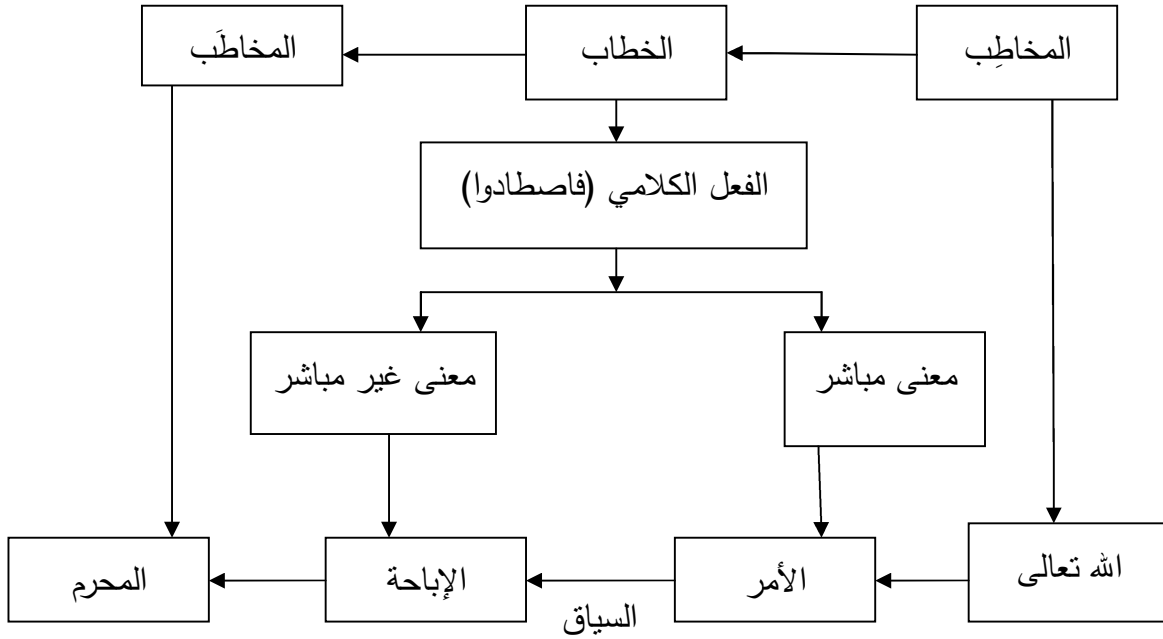 المخاطِب
الخطاب
المخاطَب
الفعل الكلامي (فاصطادوا)
معنى مباشر
معنى غير مباشر
الله تعالى
الأمر
الإباحة
المحرم
السياق